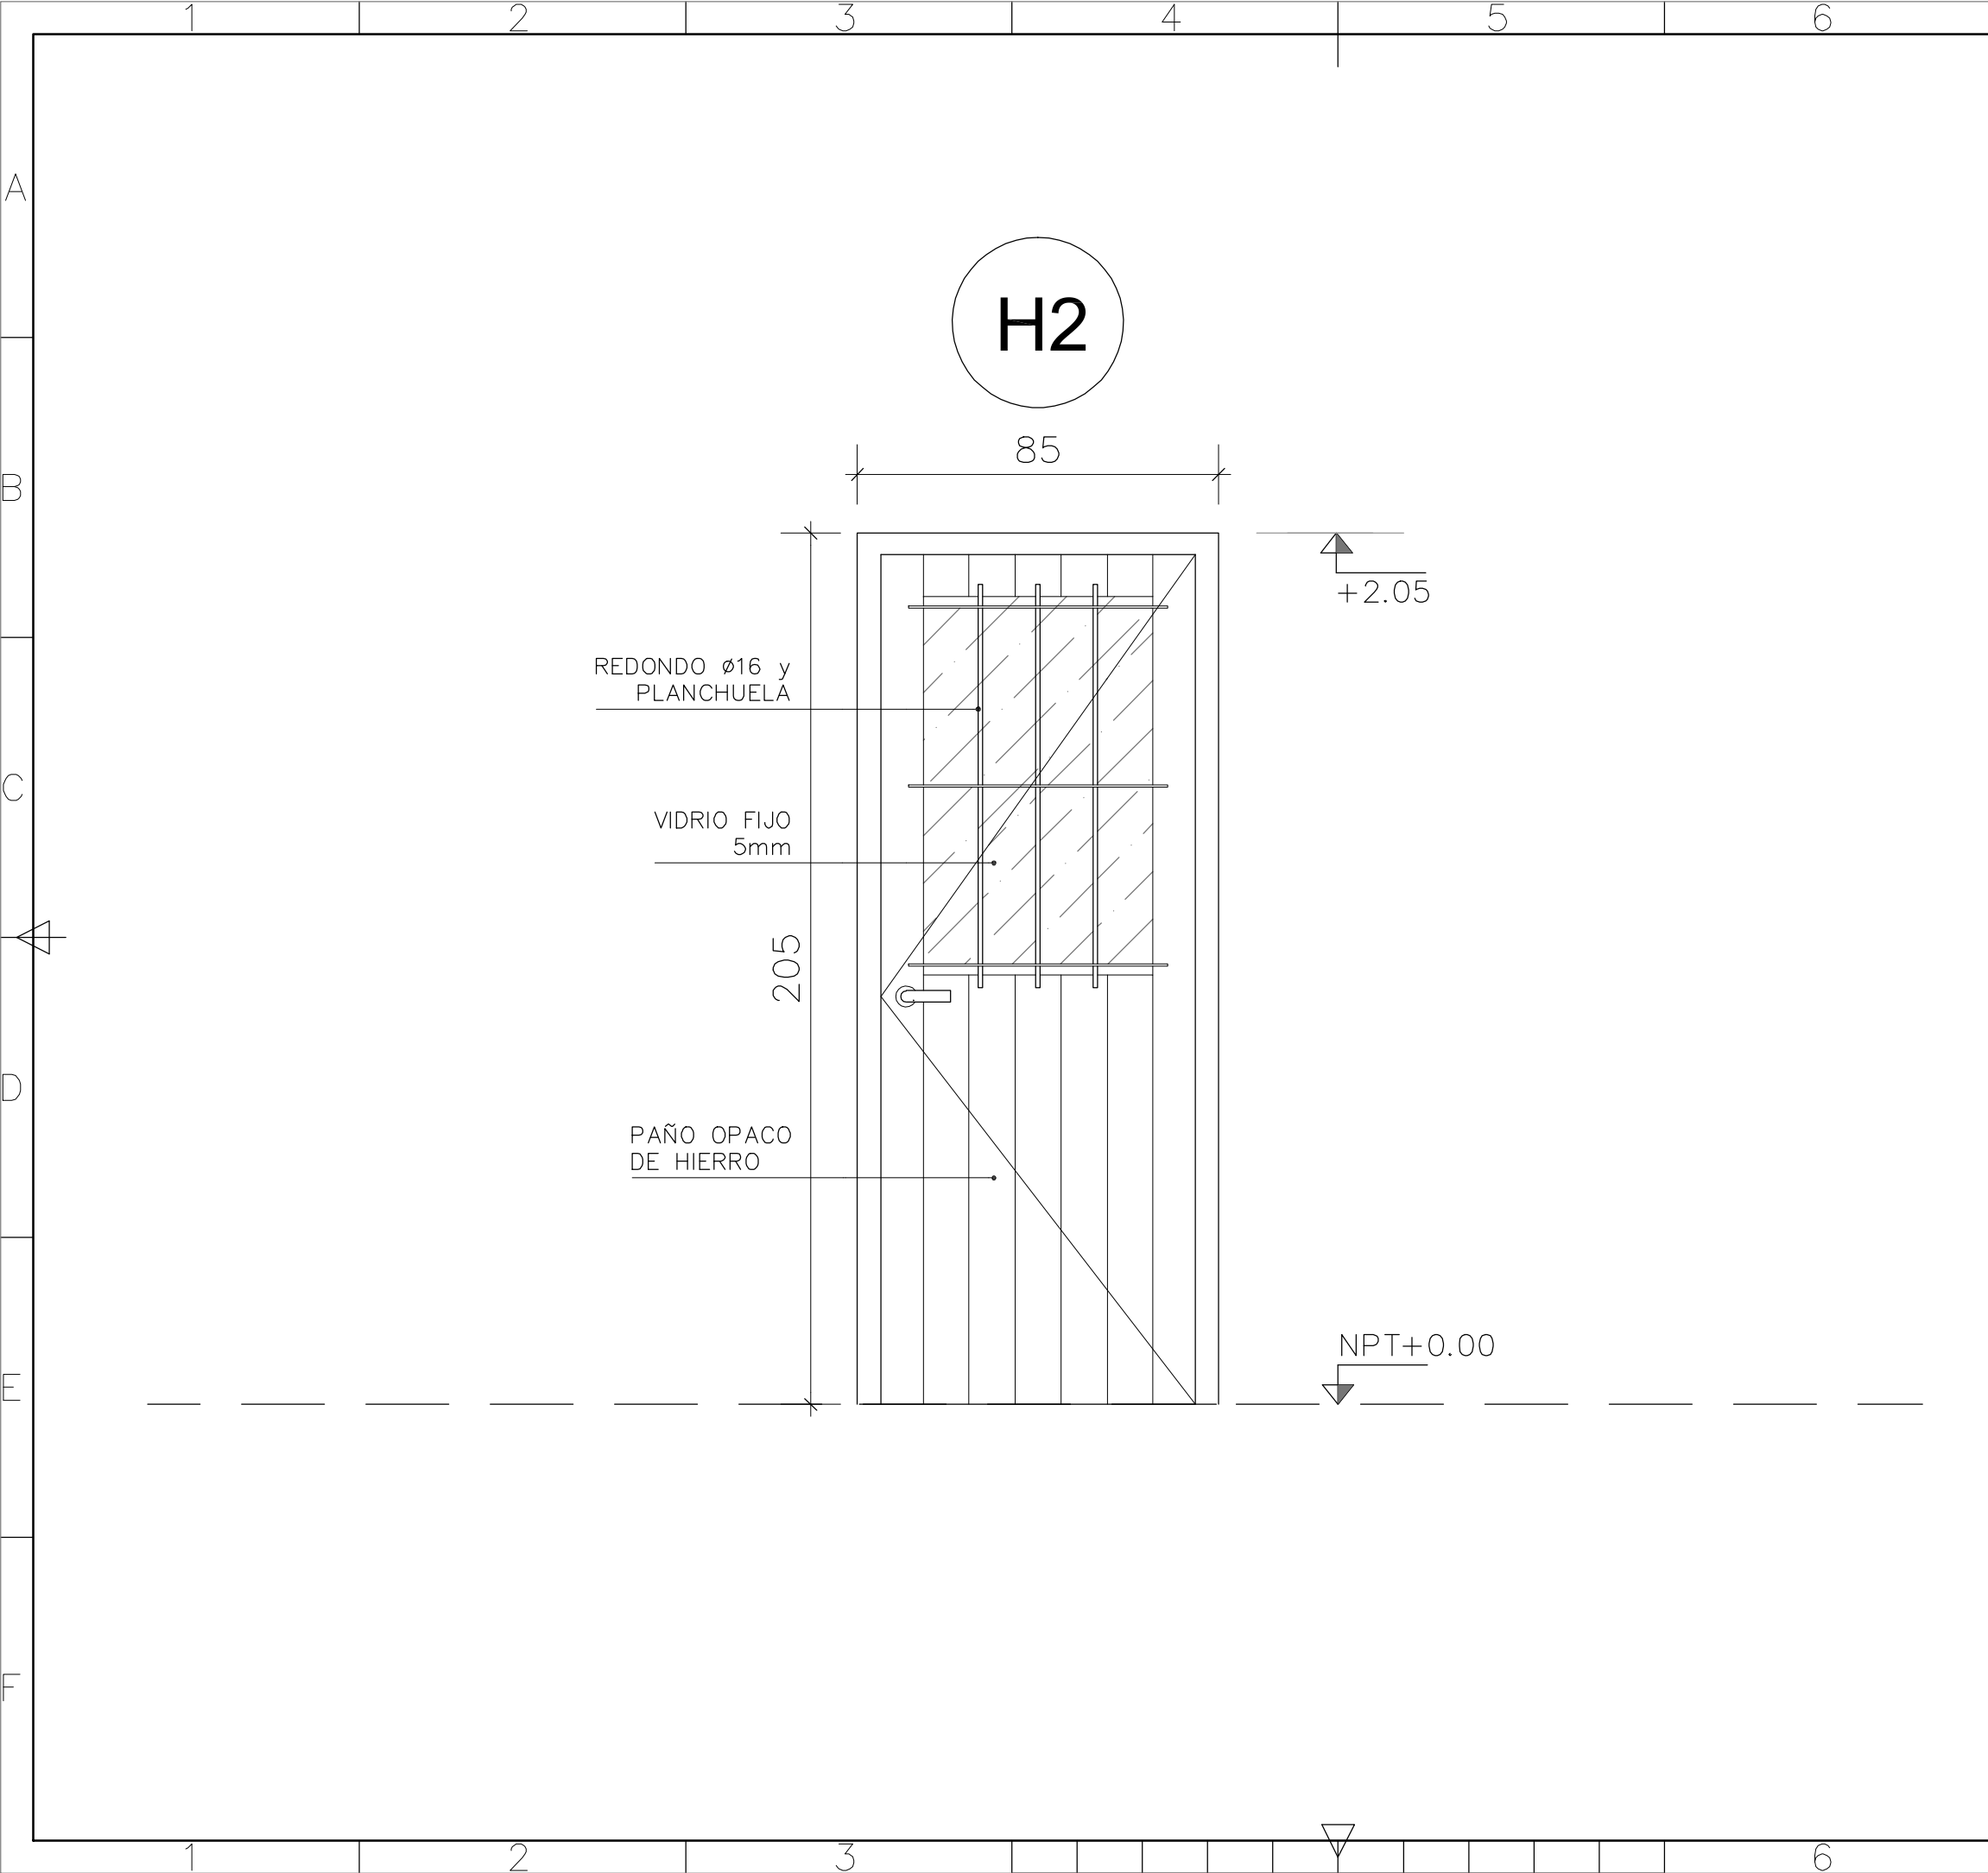 1 2 3 4 5 6
A
H2
85
B
+2.05
REDONDO ø16 y
PLANCHUELA
C
VIDRIO FIJO
5mm
205
D
PAÑO OPACO
DE HIERRO
NPT+0.00
E
F
1 2 3 6